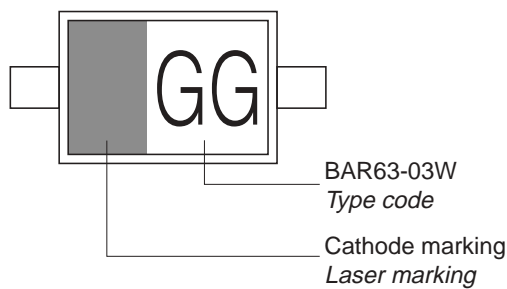 GG
BAR63-03W
Type code
Cathode marking
Laser marking